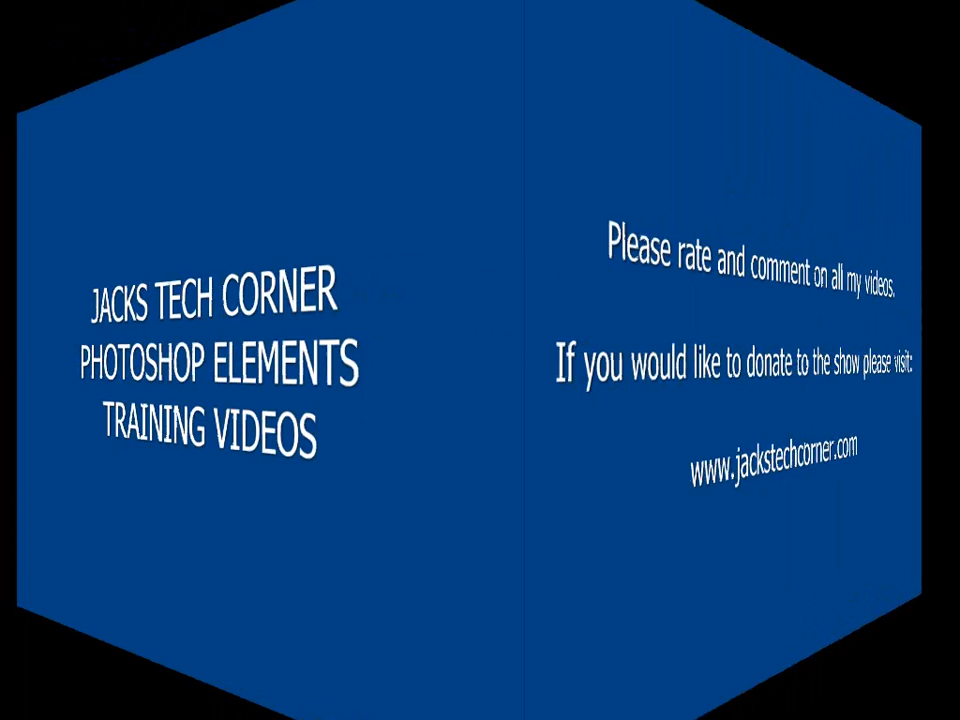 JACKS TECH CORNER
PHOTOSHOP ELEMENTS
TRAINING VIDEOS
Please rate and comment on all my videos.
If you would like to donate to the show please visit:
www.jackstechcorner.com